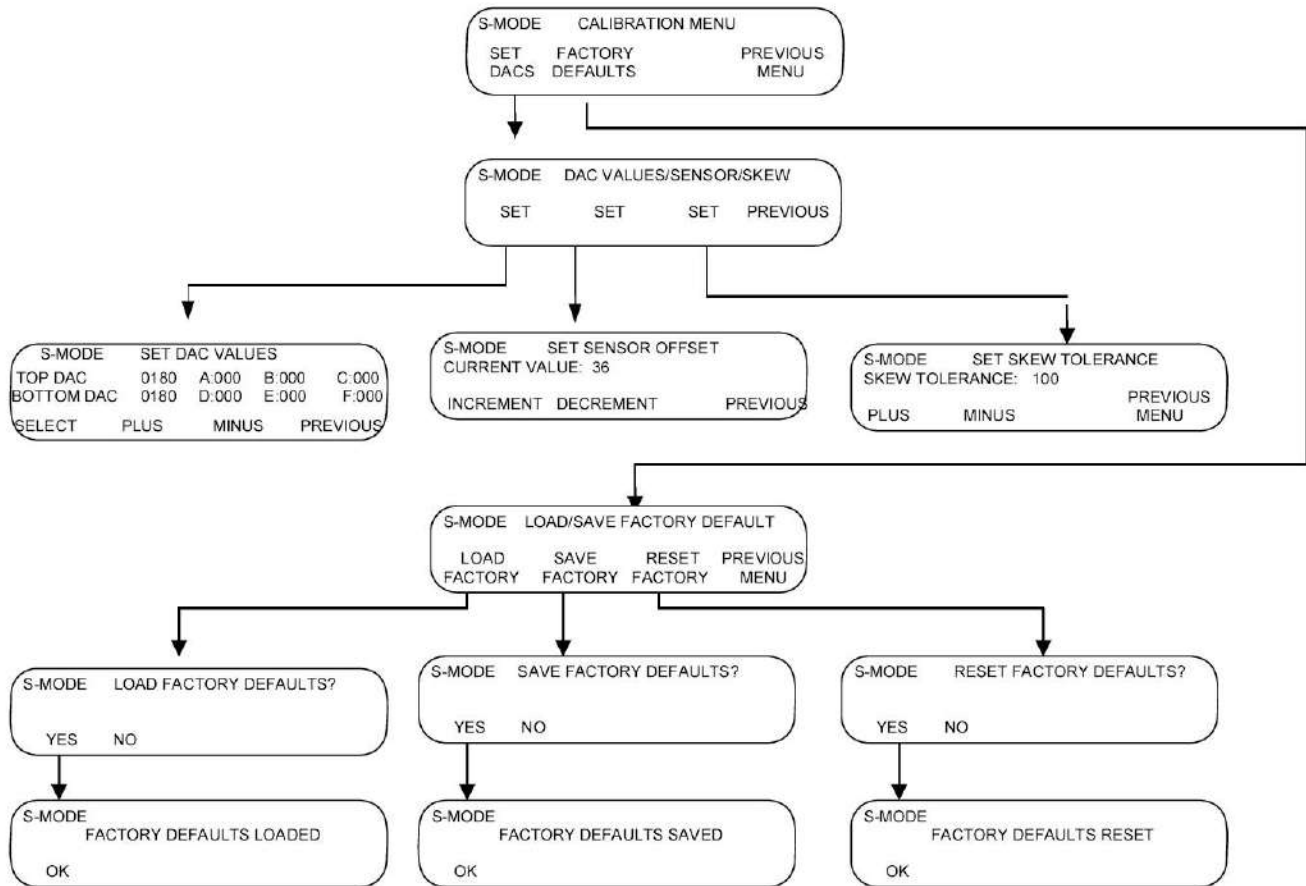 S-MODE CALIBRATION MENU
SET FACTORY PREVIOUS
DACS DEFAULTS MENU
S-MODE DAC VALUES/SENSOR/SKEW
SET SET SET PREVIOUS
S-MODE SET DAC VALUES
TOP DAC 0180 A:000 B:000 C:000
BOTTOM DAC 0180 D:000 E:000 F:000
SELECT PLUS MINUS PREVIOUS
S-MODE SET SENSOR OFFSET
CURRENT VALUE: 36
INCREMENT DECREMENT PREVIOUS
S-MODE SET SKEW TOLERANCE
SKEW TOLERANCE: 100
PREVIOUS
PLUS MINUS MENU
S-MODE LOAD/SAVE FACTORY DEFAULT
LOAD SAVE RESET PREVIOUS
FACTORY FACTORY FACTORY MENU
S-MODE LOAD FACTORY DEFAULTS?
YES NO
S-MODE SAVE FACTORY DEFAULTS?
YES NO
S-MODE RESET FACTORY DEFAULTS?
YES NO
S-MODE
FACTORY DEFAULTS LOADED
OK
S-MODE
FACTORY DEFAULTS SAVED
OK
S-MODE
FACTORY DEFAULTS RESET
OK